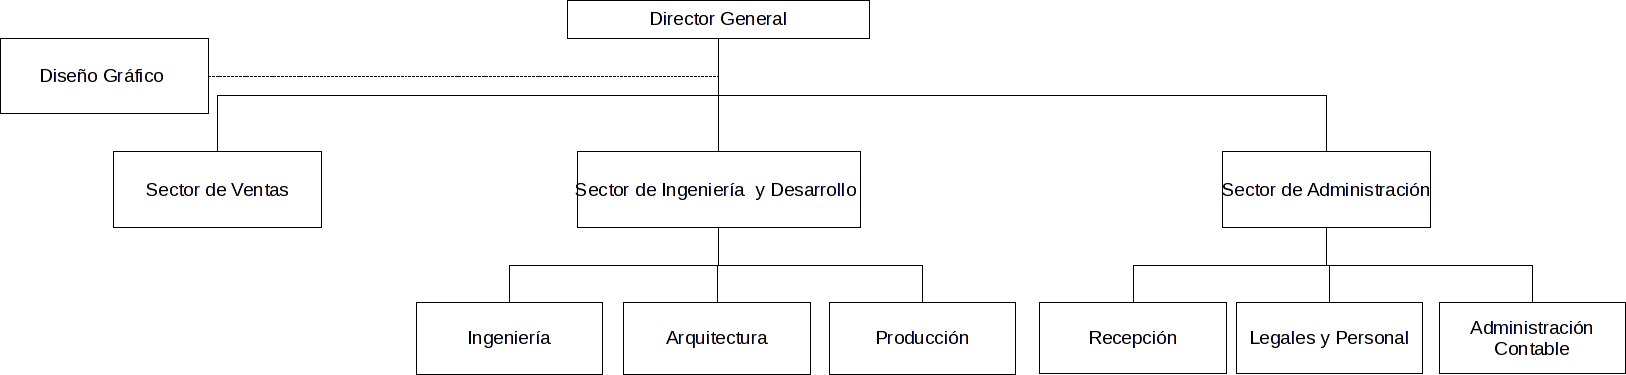 Director General
Diseño Gráfico
Sector de Ventas
Sector de Ingeniería  y Desarrollo
Sector de Administración
Ingeniería
Arquitectura
Producción
Recepción
Legales y Personal
Administración
Contable